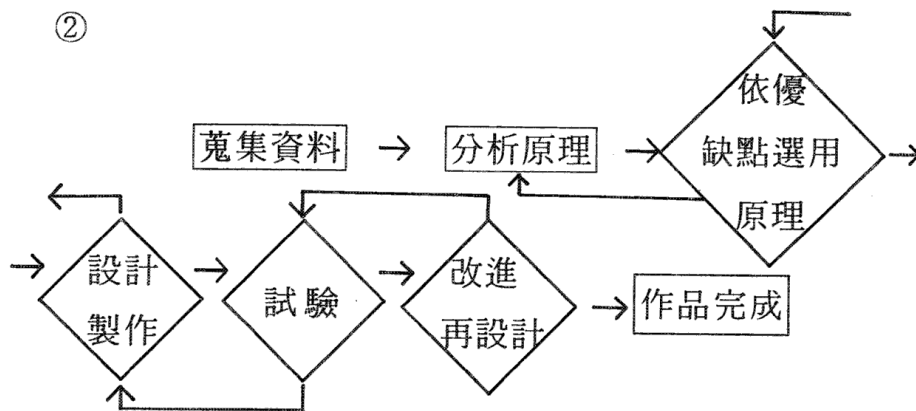 ②
蒐集資料
分析原理
依優
缺點選用
原理
設計
製作
試驗
改進
再設計
作品完成